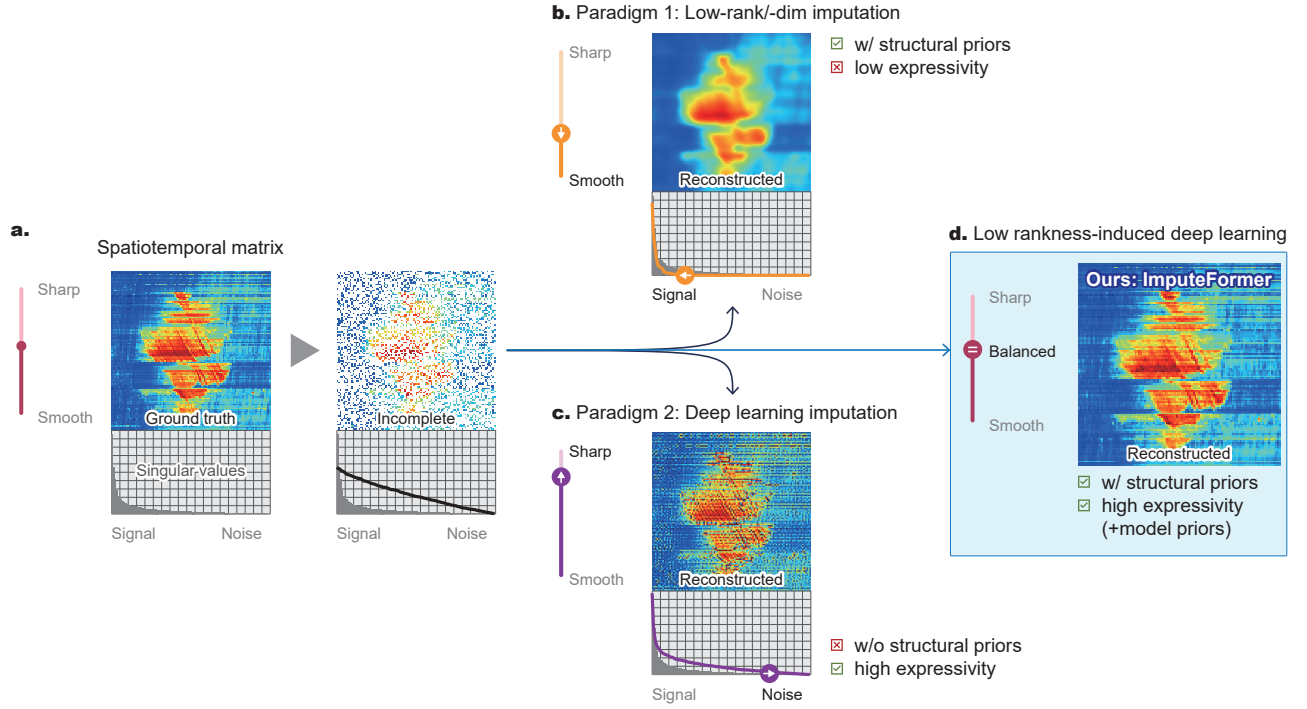 a.
Spatiotemporal matrix
Sharp
Smooth
Ground truth
Singular values
Signal
Noise
Incomplete
Signal
Noise
b. Paradigm 1: Low-rank/-dim imputation
Sharp
Smooth
Reconstructed
Signal
Noise
w/ structural priors
low expressivity
c. Paradigm 2: Deep learning imputation
Sharp
Smooth
Reconstructed
Signal
Noise
w/o structural priors
high expressivity
d. Low rankness-induced deep learning
Sharp
Balanced
Smooth
Ours: ImputeFormer
Reconstructed
w/ structural priors
high expressivity
(+model priors)